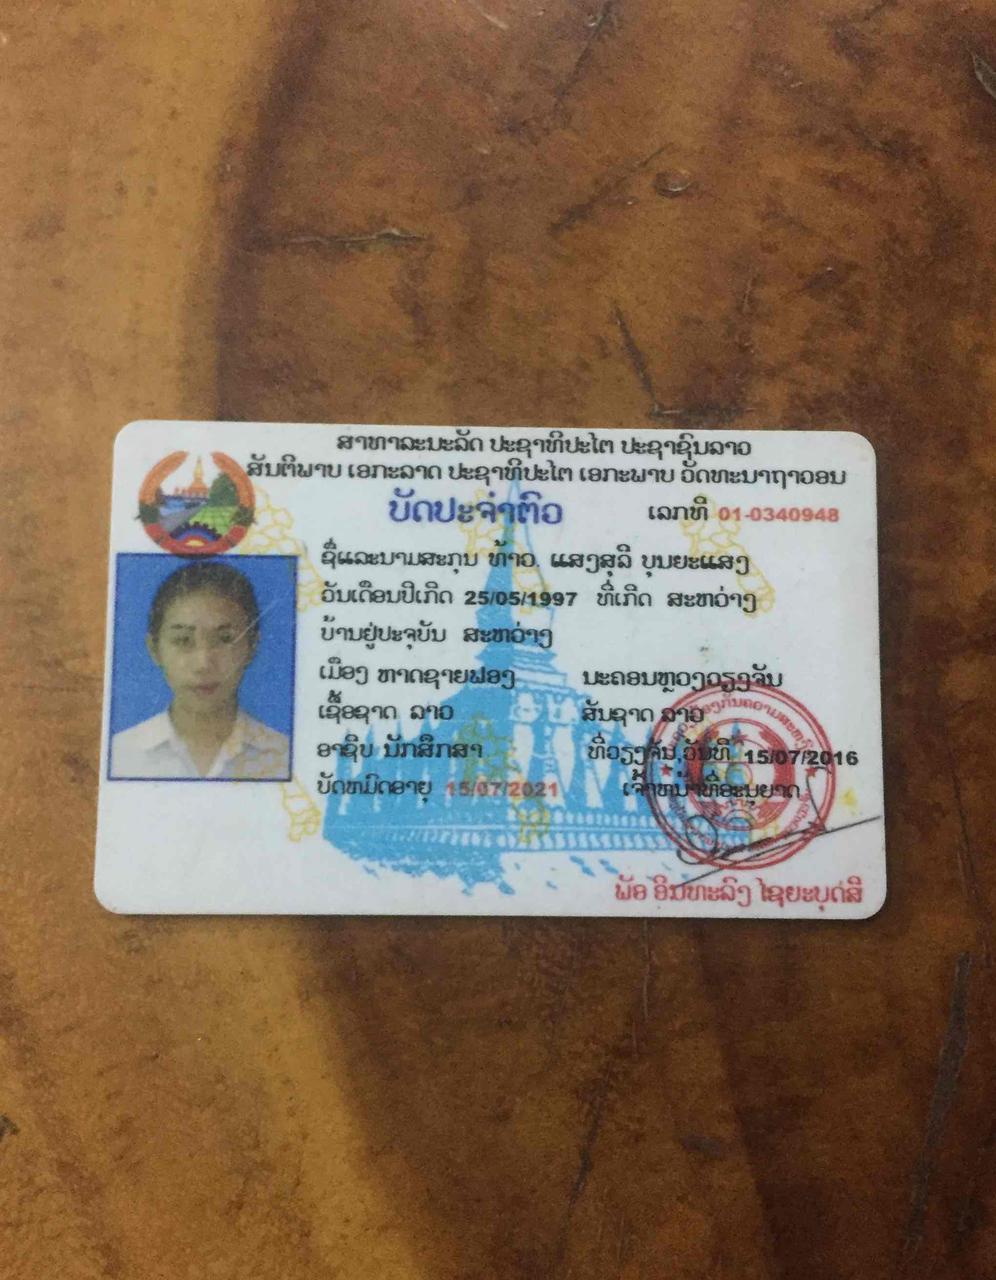 ສາທາລະນະລັດ ປະຊາທິປະໄຕ ປະຊາຊົນລາວ
ສັນຕິພາບ ເອກະລາດ ປະຊາທິປະໄຕ ເອກະພາບ ວັດທະນາຖາວອນ
ບັດປະຈຳຕົວ ເລກທີ 01-0340948
ຊື່ແລະນາມສະກຸນ ທ້າວ. ແສງສຸລີ ບຸນຍະແສງ
ວັນເດືອນປີເກີດ 25/05/1997 ທີ່ເກີດ ສະຫວ່າງ
ບ້ານຢູ່ປະຈຸບັນ ສະຫວ່າງ
ເມືອງ ຫາດຊາຍຟອງ ນະຄອນຫຼວງວຽງຈັນ
ເຊື້ອຊາດ ລາວ ສັນຊາດ ລາວ
ອາຊີບ ນັກສຶກສາ ທີ່ວຽງຈັນ,ວັນທີ 15/07/2016
ບັດຫມົດອາຍຸ 15/07/2021 ເຈົ້າຫນ້າທີ່ອະນຸຍາດ
ພັອ ອິນທະລົງ ໄຊຍະບຸດສີ